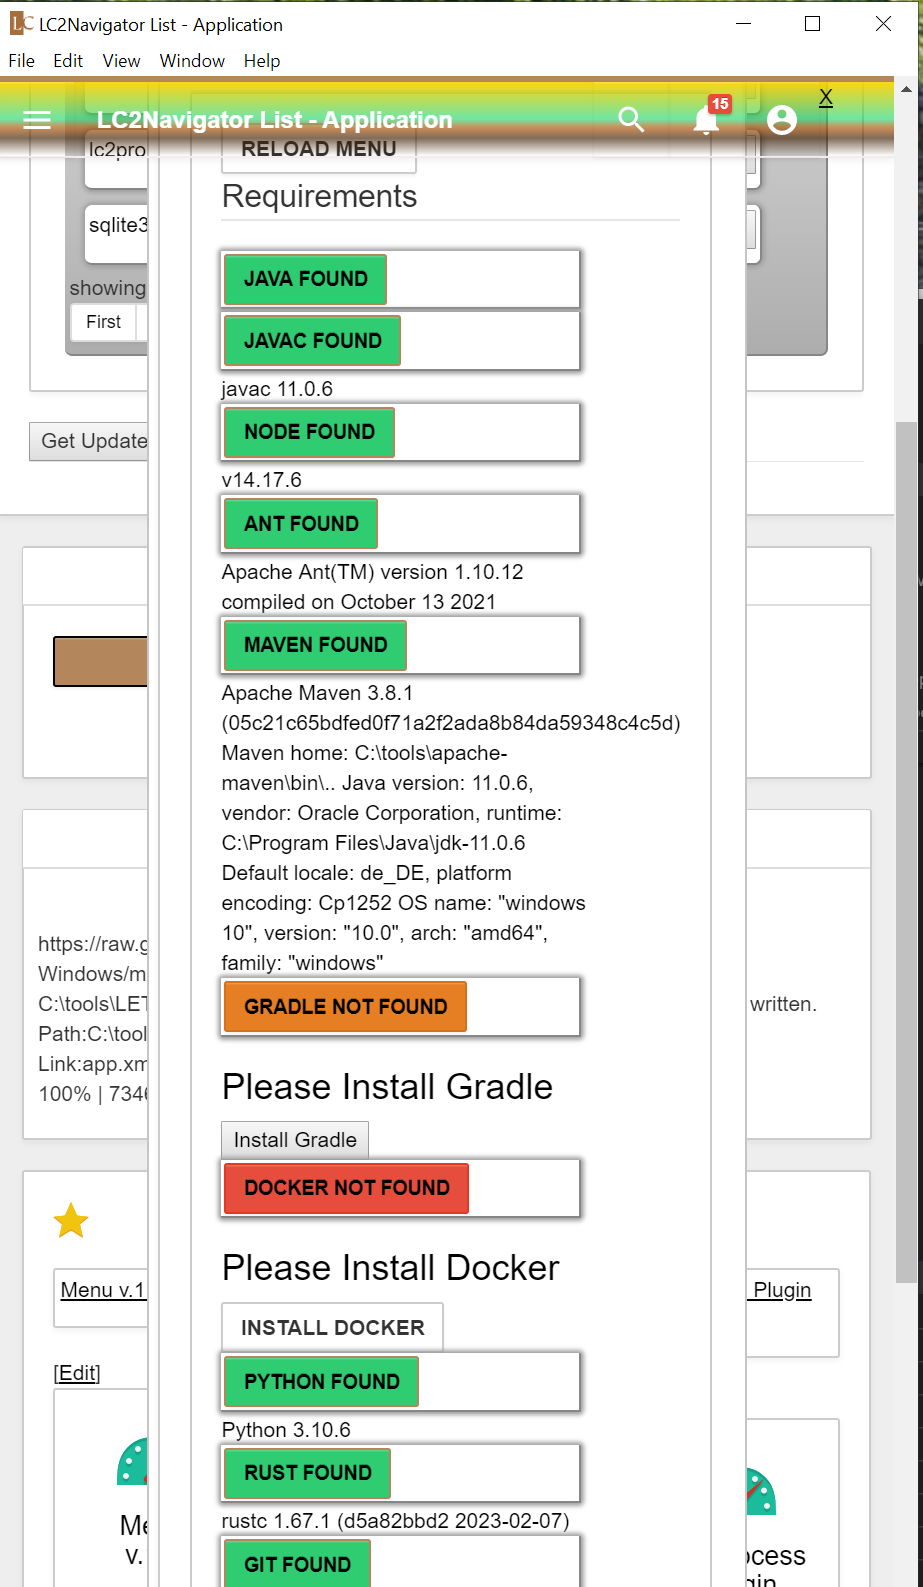 LC LC2Navigator List - Application
File Edit View Window Help
LC2Navigator List - Application
15
X
lc2pro
RELOAD MENU
Requirements
sqlite3
showing
First
JAVA FOUND
JAVAC FOUND
javac 11.0.6
Get Update
NODE FOUND
v14.17.6
ANT FOUND
Apache Ant(TM) version 1.10.12
compiled on October 13 2021
MAVEN FOUND
Apache Maven 3.8.1
(05c21c65bdfed0f71a2f2ada8b84da59348c4c5d)
Maven home: C:\tools\apache-
maven\bin\.. Java version: 11.0.6,
vendor: Oracle Corporation, runtime:
C:\Program Files\Java\jdk-11.0.6
Default locale: de_DE, platform
encoding: Cp1252 OS name: "windows
10", version: "10.0", arch: "amd64",
family: "windows"
https://raw.g
Windows/m
C:\tools\LET
written.
Path:C:\tool
Link:app.xm
100% | 7346
GRADLE NOT FOUND
Please Install Gradle
Install Gradle
DOCKER NOT FOUND
Please Install Docker
INSTALL DOCKER
Menu v.1
Plugin
[Edit]
PYTHON FOUND
Python 3.10.6
RUST FOUND
rustc 1.67.1 (d5a82bbd2 2023-02-07)
GIT FOUND
Me
v.
ocess
gin